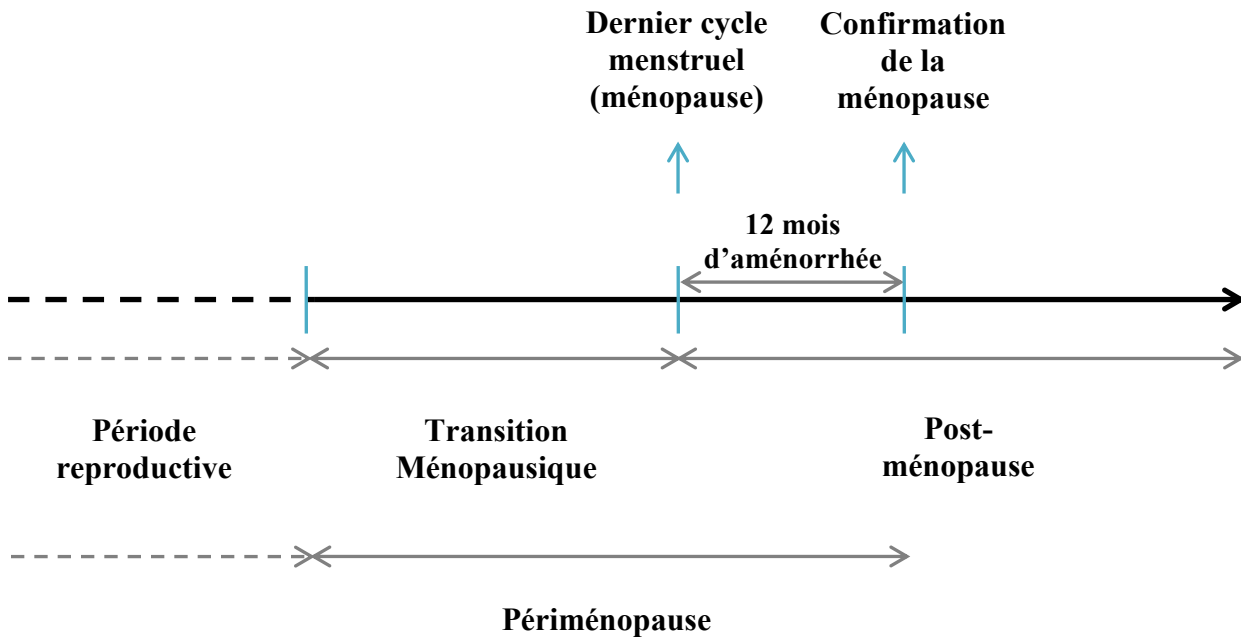 Dernier cycle
menstruel
(ménopause)
Confirmation
de la
ménopause
12 mois
d’aménorrhée
Période
reproductive
Transition
Ménopausique
Post-
ménopause
Périménopause